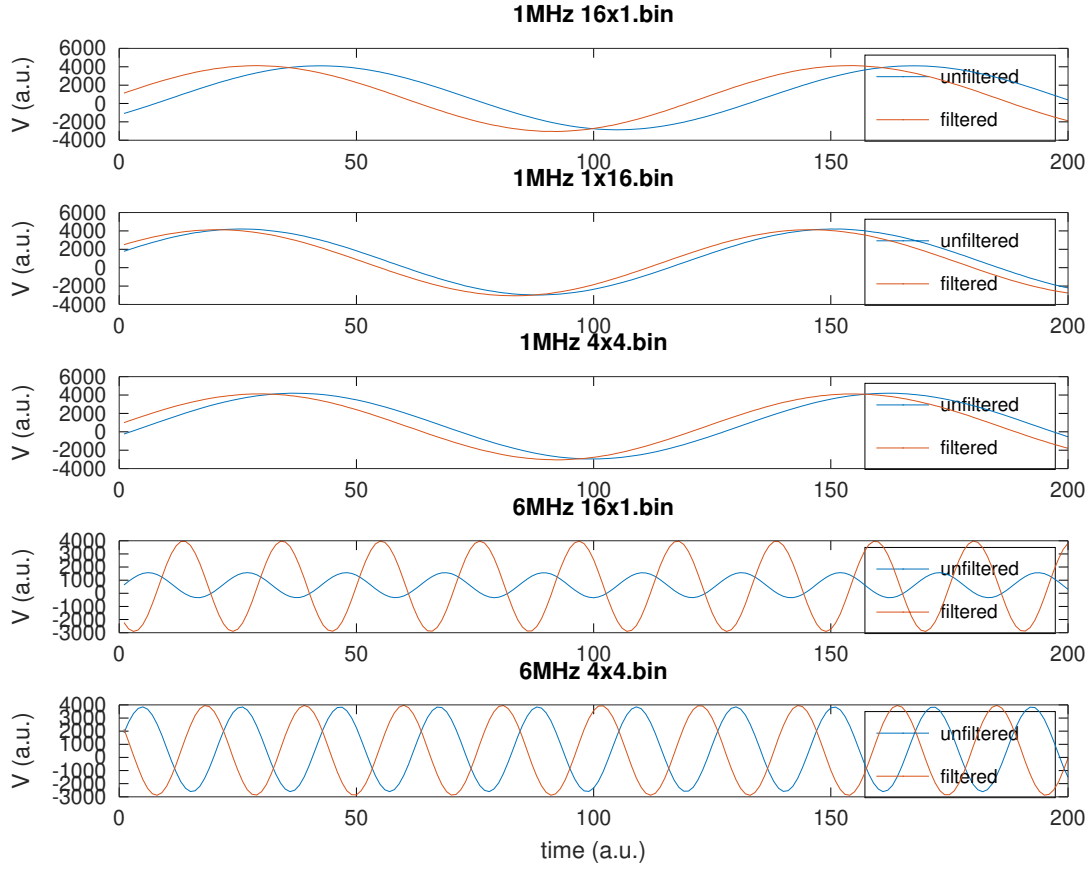 1MHz 16x1.bin
6000
4000
2000
0
-2000
-4000
V (a.u.)
unfiltered
filtered
0 50 100 150 200
1MHz 1x16.bin
6000
4000
2000
0
-2000
-4000
V (a.u.)
unfiltered
filtered
0 50 100 150 200
1MHz 4x4.bin
6000
4000
2000
0
-2000
-4000
V (a.u.)
unfiltered
filtered
0 50 100 150 200
6MHz 16x1.bin
4000
3000
2000
1000
0
-1000
-2000
-3000
V (a.u.)
unfiltered
filtered
0 50 100 150 200
6MHz 4x4.bin
4000
3000
2000
1000
0
-1000
-2000
-3000
V (a.u.)
unfiltered
filtered
0 50 100 150 200
time (a.u.)